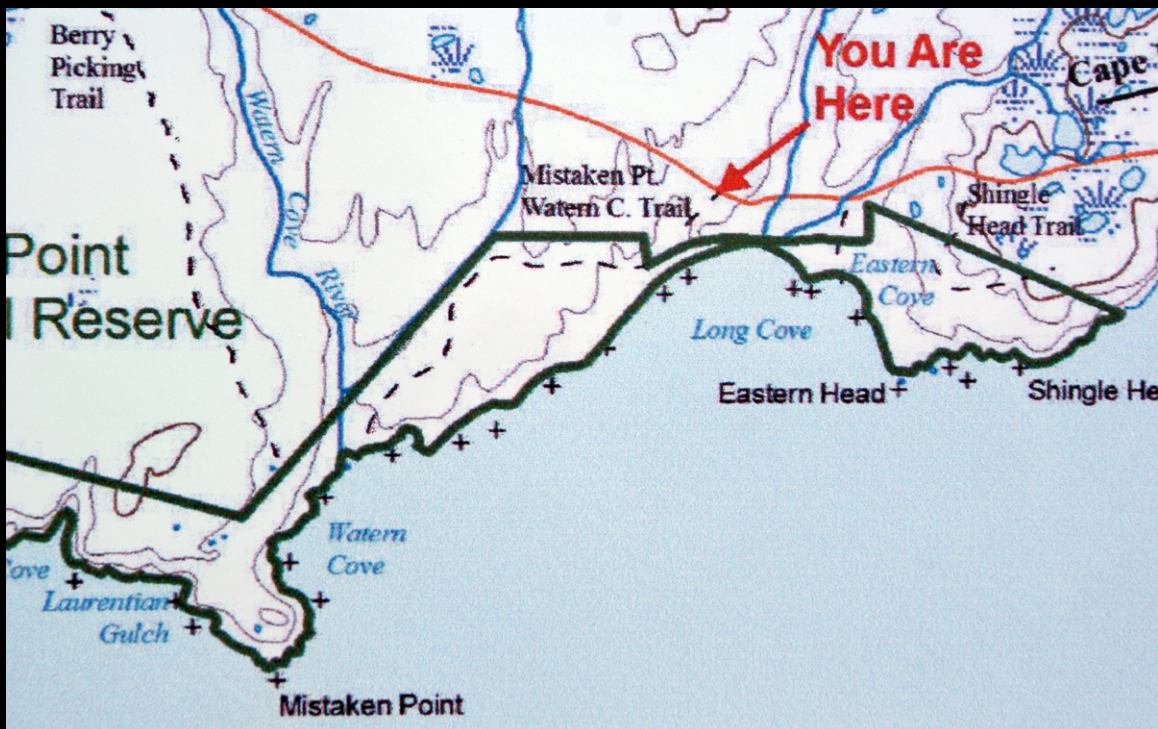 Berry
Picking
Trail
You Are
Here
Cape
Watern
Cove
River
Mistaken Pt./
Watern C. Trail
Shingle
Head Trail
Point
Reserve
Eastern
Cove
Long Cove
Eastern Head
Shingle He
Watern
Cove
Cove
Laurentian
Gulch
Mistaken Point